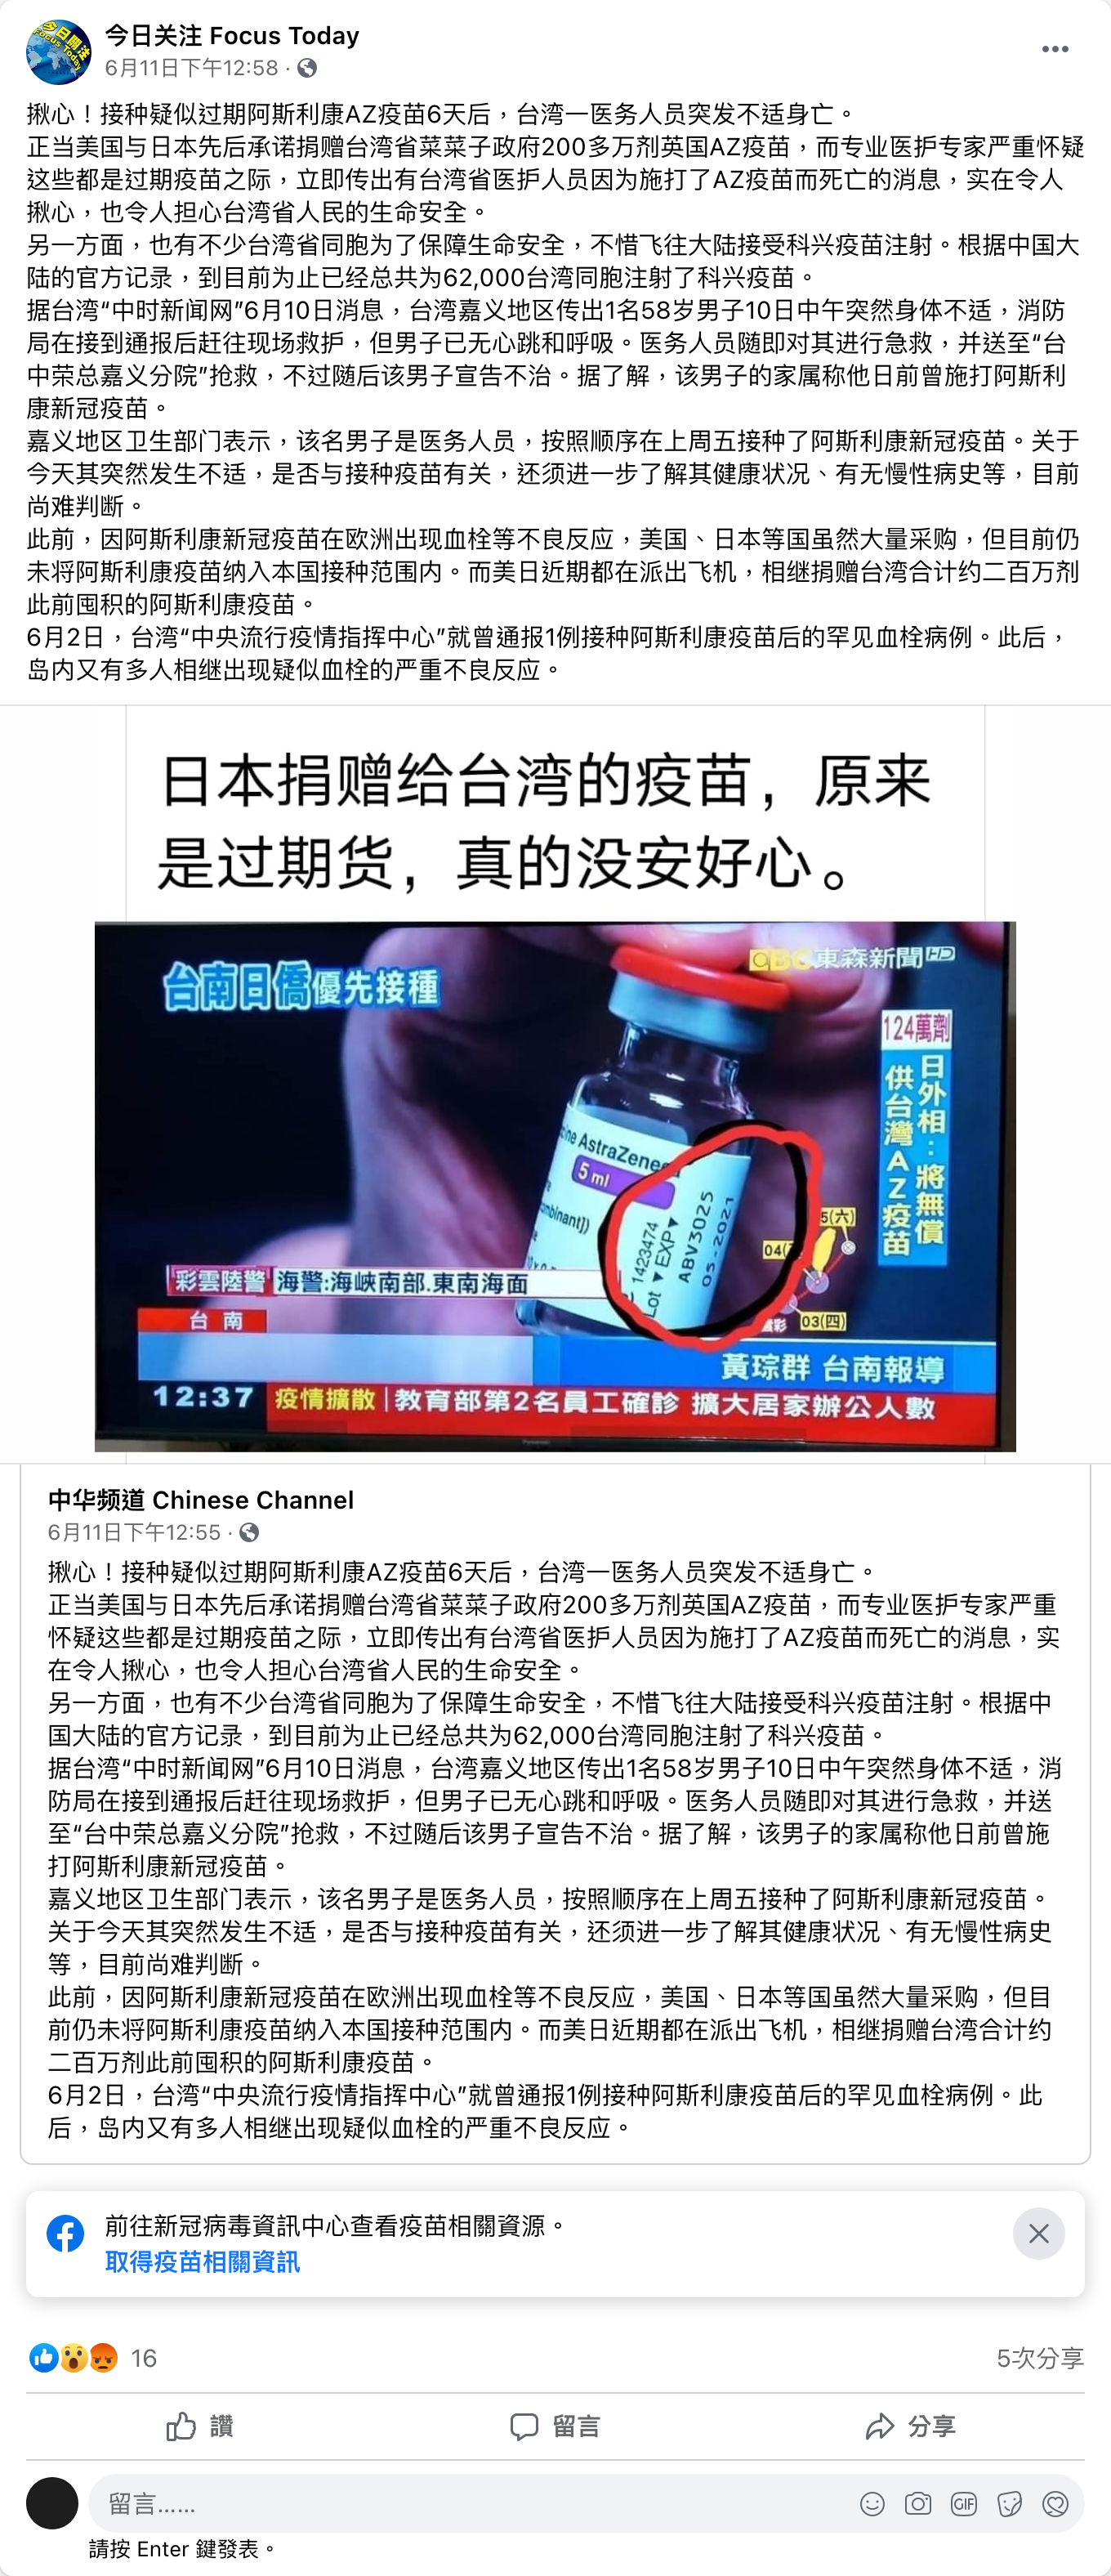 今日关注 Focus Today
6月11日下午12:58 ·
揪心！接种疑似过期阿斯利康AZ疫苗6天后，台湾一医务人员突发不适身亡。
正当美国与日本先后承诺捐赠台湾省菜菜子政府200多万剂英国AZ疫苗，而专业医护专家严重怀疑
这些都是过期疫苗之际，立即传出有台湾省医护人员因为施打了AZ疫苗而死亡的消息，实在令人
揪心，也令人担心台湾省人民的生命安全。
另一方面，也有不少台湾省同胞为了保障生命安全，不惜飞往大陆接受科兴疫苗注射。根据中国大
陆的官方记录，到目前为止已经总共为62,000台湾同胞注射了科兴疫苗。
据台湾“中时新闻网”6月10日消息，台湾嘉义地区传出1名58岁男子10日中午突然身体不适，消防
局在接到通报后赶往现场救护，但男子已无心跳和呼吸。医务人员随即对其进行急救，并送至“台
中荣总嘉义分院”抢救，不过随后该男子宣告不治。据了解，该男子的家属称他日前曾施打阿斯利
康新冠疫苗。
嘉义地区卫生部门表示，该名男子是医务人员，按照顺序在上周五接种了阿斯利康新冠疫苗。关于
今天其突然发生不适，是否与接种疫苗有关，还须进一步了解其健康状况、有无慢性病史等，目前
尚难判断。
此前，因阿斯利康新冠疫苗在欧洲出现血栓等不良反应，美国、日本等国虽然大量采购，但目前仍
未将阿斯利康疫苗纳入本国接种范围内。而美日近期都在派出飞机，相继捐赠台湾合计约二百万剂
此前囤积的阿斯利康疫苗。
6月2日，台湾“中央流行疫情指挥中心”就曾通报1例接种阿斯利康疫苗后的罕见血栓病例。此后，
岛内又有多人相继出现疑似血栓的严重不良反应。
日本捐赠给台湾的疫苗，原来
是过期货，真的没安好心。
台南日僑優先接種
EBC東森新聞HD
124萬劑
日外相：將無償
供台灣AZ疫苗
ine AstraZenec
5 ml
ombinant])
1423474
Lot ▼ EXP▼
ABV3025
05-2021
5(六)
04(
03(四)
彩雲陸警 海警:海峽南部.東南海面
台 南
黃琮群 台南報導
12:37 疫情擴散|教育部第2名員工確診 擴大居家辦公人數
Panasonic
中华频道 Chinese Channel
6月11日下午12:55 ·
揪心！接种疑似过期阿斯利康AZ疫苗6天后，台湾一医务人员突发不适身亡。
正当美国与日本先后承诺捐赠台湾省菜菜子政府200多万剂英国AZ疫苗，而专业医护专家严重
怀疑这些都是过期疫苗之际，立即传出有台湾省医护人员因为施打了AZ疫苗而死亡的消息，实
在令人揪心，也令人担心台湾省人民的生命安全。
另一方面，也有不少台湾省同胞为了保障生命安全，不惜飞往大陆接受科兴疫苗注射。根据中
国大陆的官方记录，到目前为止已经总共为62,000台湾同胞注射了科兴疫苗。
据台湾“中时新闻网”6月10日消息，台湾嘉义地区传出1名58岁男子10日中午突然身体不适，消
防局在接到通报后赶往现场救护，但男子已无心跳和呼吸。医务人员随即对其进行急救，并送
至“台中荣总嘉义分院”抢救，不过随后该男子宣告不治。据了解，该男子的家属称他日前曾施
打阿斯利康新冠疫苗。
嘉义地区卫生部门表示，该名男子是医务人员，按照顺序在上周五接种了阿斯利康新冠疫苗。
关于今天其突然发生不适，是否与接种疫苗有关，还须进一步了解其健康状况、有无慢性病史
等，目前尚难判断。
此前，因阿斯利康新冠疫苗在欧洲出现血栓等不良反应，美国、日本等国虽然大量采购，但目
前仍未将阿斯利康疫苗纳入本国接种范围内。而美日近期都在派出飞机，相继捐赠台湾合计约
二百万剂此前囤积的阿斯利康疫苗。
6月2日，台湾“中央流行疫情指挥中心”就曾通报1例接种阿斯利康疫苗后的罕见血栓病例。此
后，岛内又有多人相继出现疑似血栓的严重不良反应。
前往新冠病毒資訊中心查看疫苗相關資源。
取得疫苗相關資訊
16
5次分享
讚
留言
分享
留言……
GIF
請按 Enter 鍵發表。